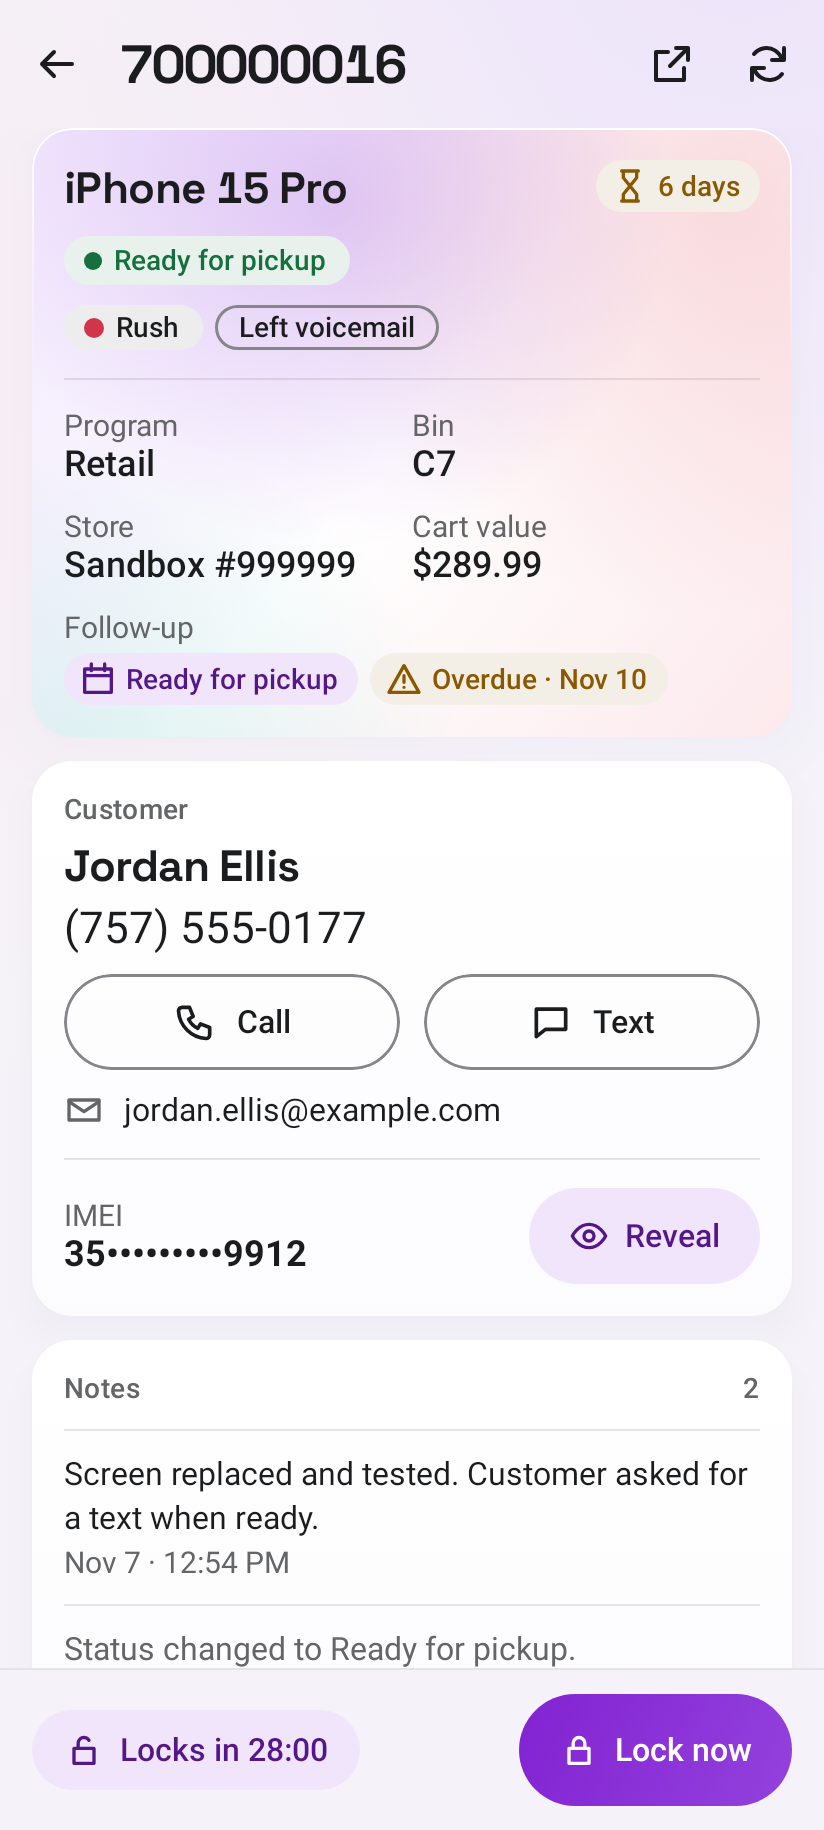 700000016
iPhone 15 Pro
6 days
Ready for pickup
Rush
Left voicemail
Program
Bin
Retail
C7
Store
Cart value
Sandbox #999999
$289.99
Follow-up
Ready for pickup
Overdue · Nov 10
Customer
Jordan Ellis
(757) 555-0177
Call
Text
jordan.ellis@example.com
IMEI
35•••••••••9912
Reveal
Notes
2
Screen replaced and tested. Customer asked for
a text when ready.
Nov 7 · 12:54 PM
Status changed to Ready for pickup.
Locks in 28:00
Lock now